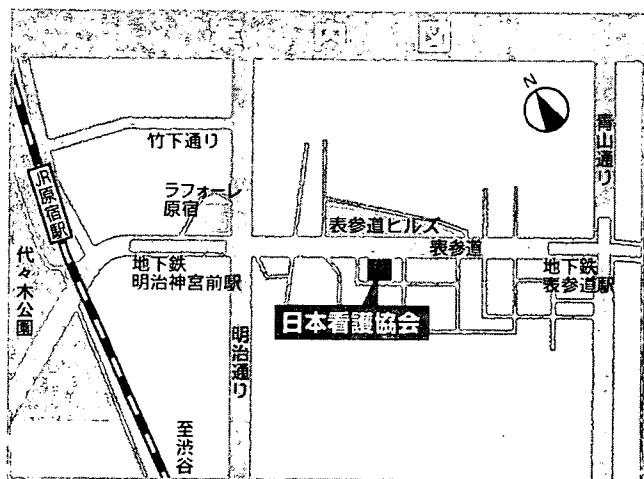 N
青山通り
竹下通り
JR原宿駅
ラフォーレ
原宿
表参道ヒルズ
表参道
代々木公園
地下鉄
明治神宮前駅
地下鉄
表参道駅
日本看護協会
明治通り
至渋谷